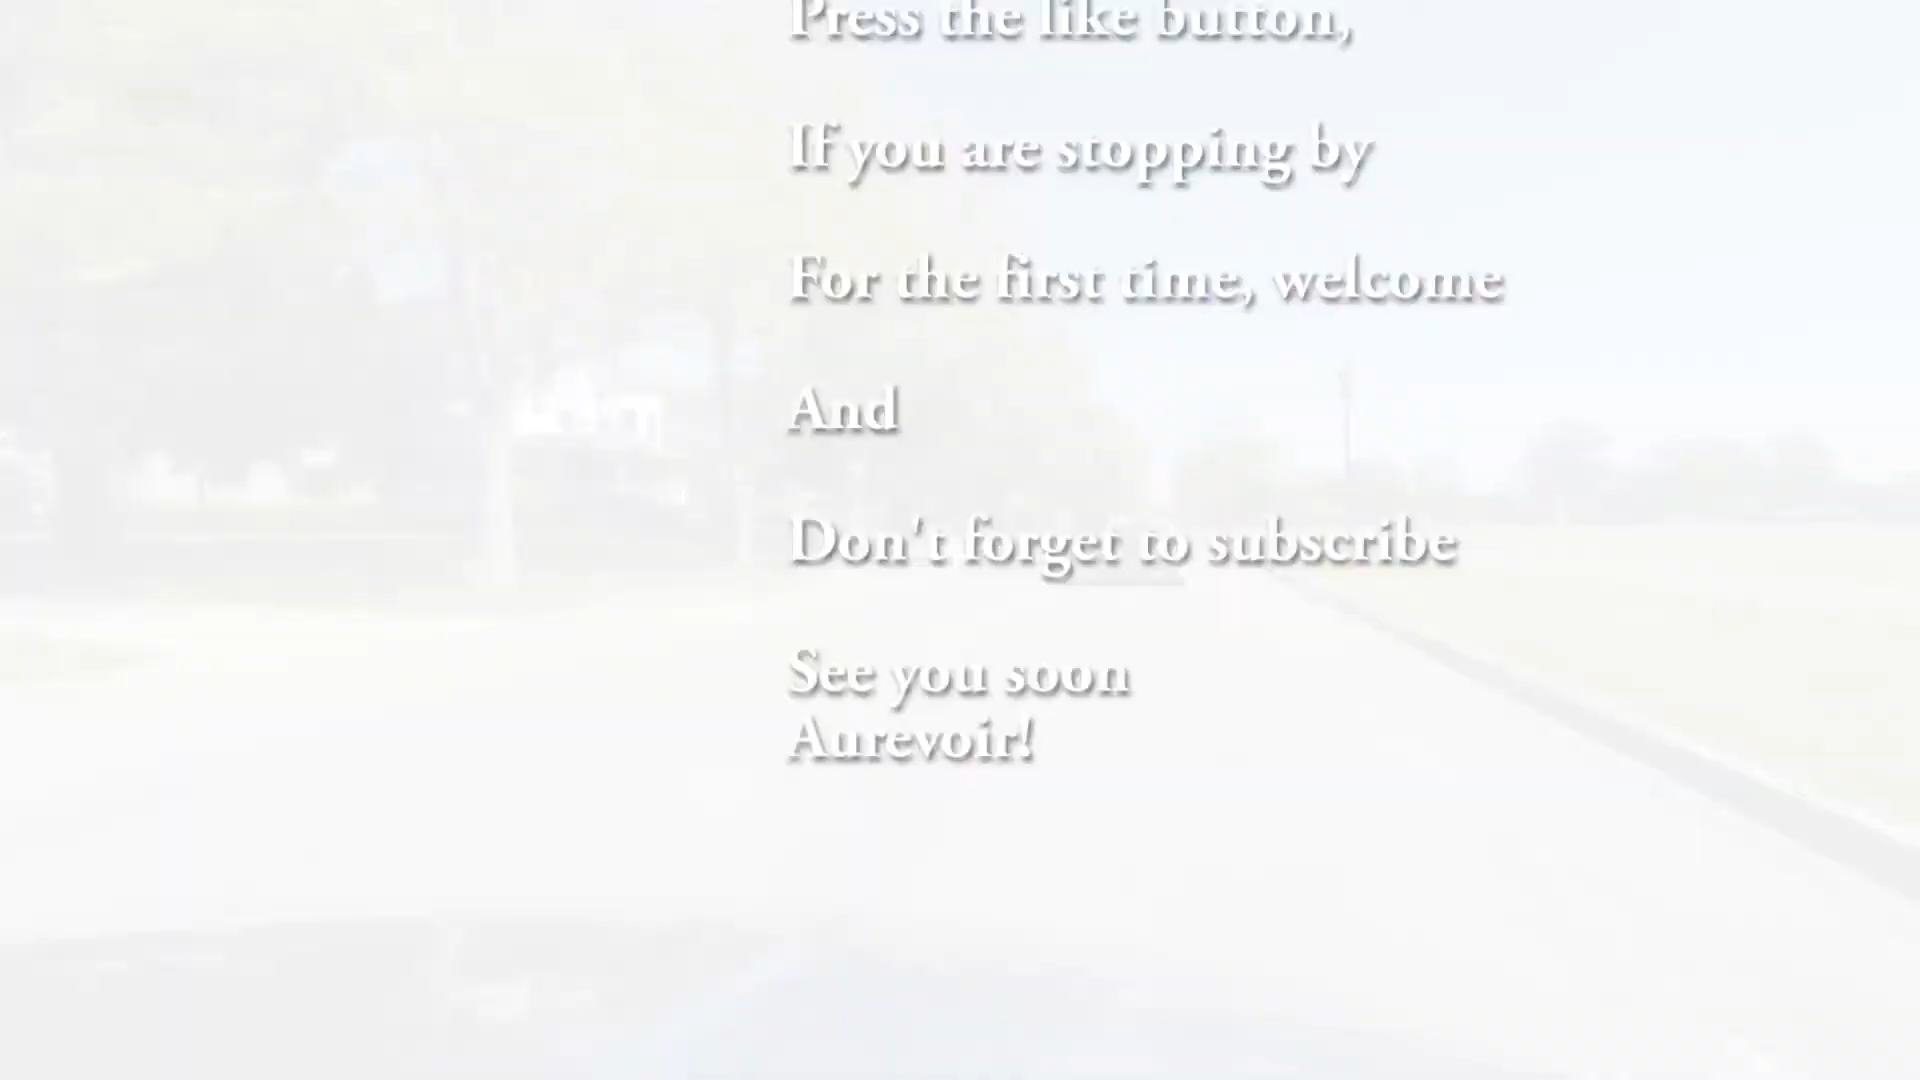 Press the like button,
If you are stopping by
For the first time, welcome
And
Don't forget to subscribe
See you soon
Aurevoir!